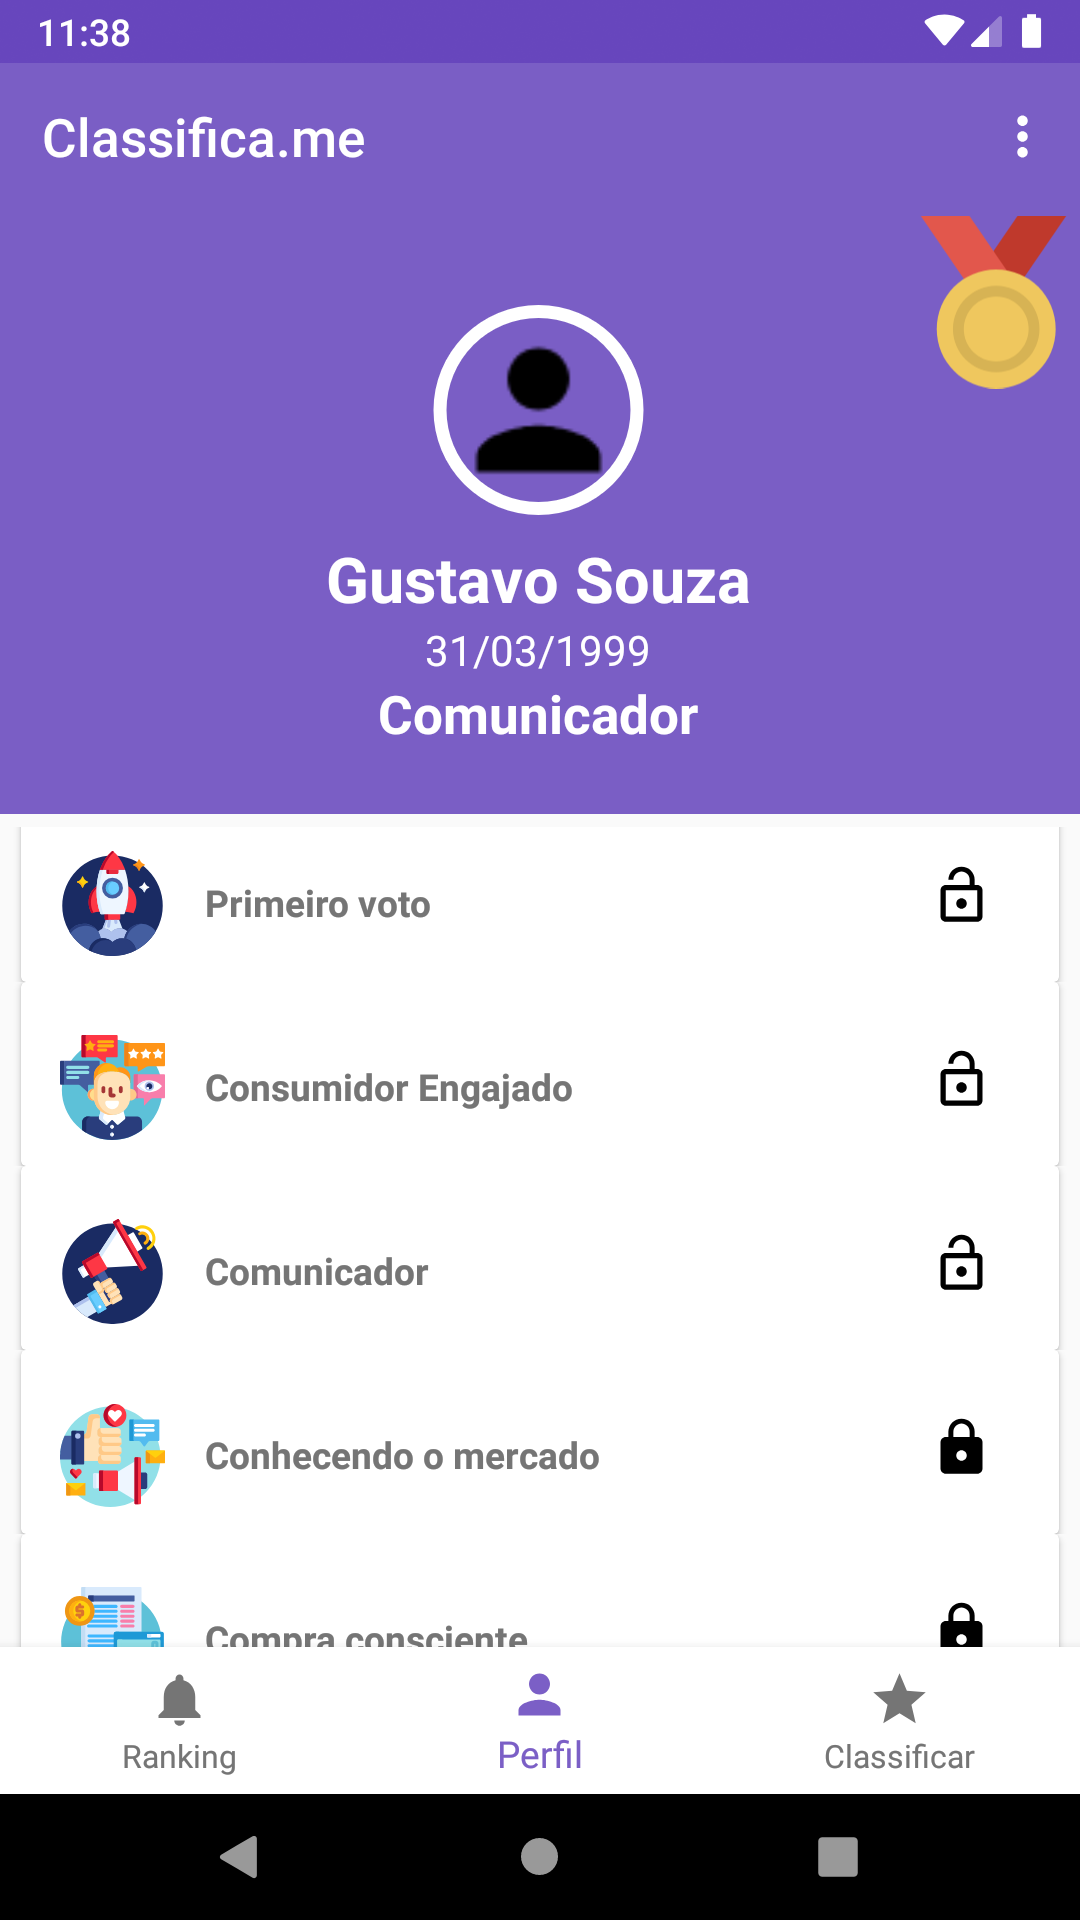 11:38
Classifica.me
Gustavo Souza
31/03/1999
Comunicador
Primeiro voto
Consumidor Engajado
Comunicador
Conhecendo o mercado
Compra consciente
Ranking
Perfil
Classificar